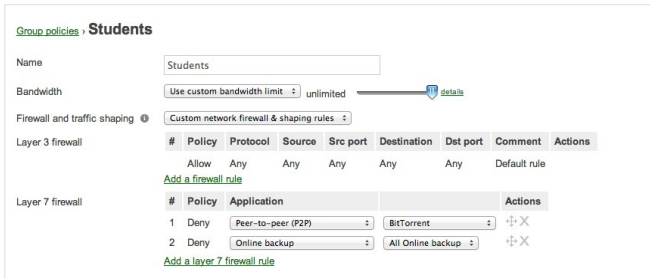 Group policies › Students
Name Students
Bandwidth Use custom bandwidth limit unlimited details
Firewall and traffic shaping i Custom network firewall & shaping rules
Layer 3 firewall # Policy Protocol Source Src port Destination Dst port Comment Actions
Allow Any Any Any Any Any Default rule
Add a firewall rule
Layer 7 firewall # Policy Application Actions
1 Deny Peer-to-peer (P2P) BitTorrent
2 Deny Online backup All Online backup
Add a layer 7 firewall rule